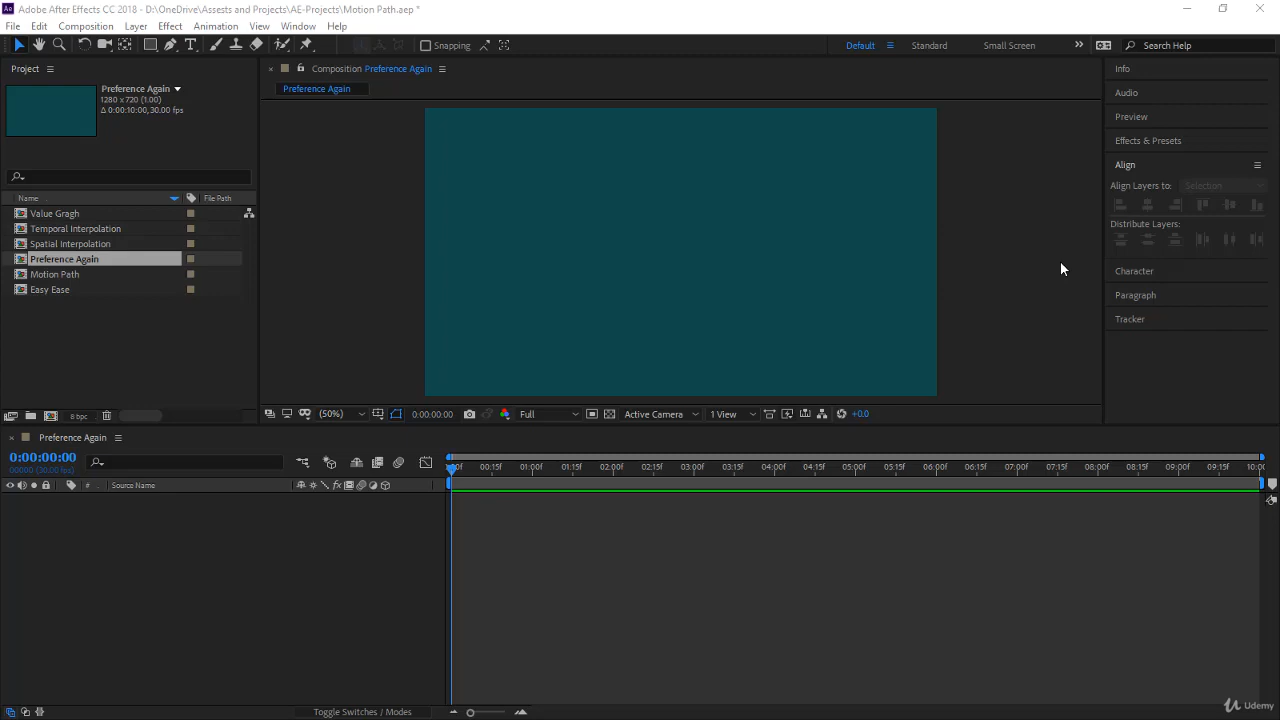 Adobe After Effects CC 2018 - D:\OneDrive\Assests and Projects\AE-Projects\Motion Path.aep *
File Edit Composition Layer Effect Animation View Window Help
Snapping Default Standard Small Screen Search Help
Project
Preference Again
1280 x 720 (1.00)
Δ 0:00:10:00, 30.00 fps
Name File Path
Value Gragh
Temporal Interpolation
Spatial Interpolation
Preference Again
Motion Path
Easy Ease
8 bpc
Composition Preference Again
Preference Again
(50%) 0:00:00:00 Full Active Camera 1 View +0.0
Info
Audio
Preview
Effects & Presets
Align
Align Layers to: Selection
Distribute Layers:
Character
Paragraph
Tracker
Preference Again
0:00:00:00
00000 (30.00 fps)
# Source Name
00:15f 01:00f 01:15f 02:00f 02:15f 03:00f 03:15f 04:00f 04:15f 05:00f 05:15f 06:00f 06:15f 07:00f 07:15f 08:00f 08:15f 09:00f 09:15f
Toggle Switches / Modes
Udemy